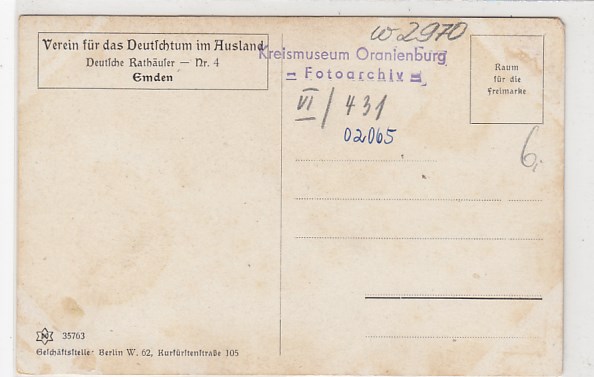 w 2970
Verein für das Deutſchtum im Ausland
Deutſche Rathäuſer — Nr. 4
Emden
Kreismuseum Oranienburg
– Fotoarchiv –
VI / 431
02065
Raum
für die
Freimarke
6,-
35763
Geſchäftsſtelle: Berlin W. 62, Kurfürſtenſtraße 105